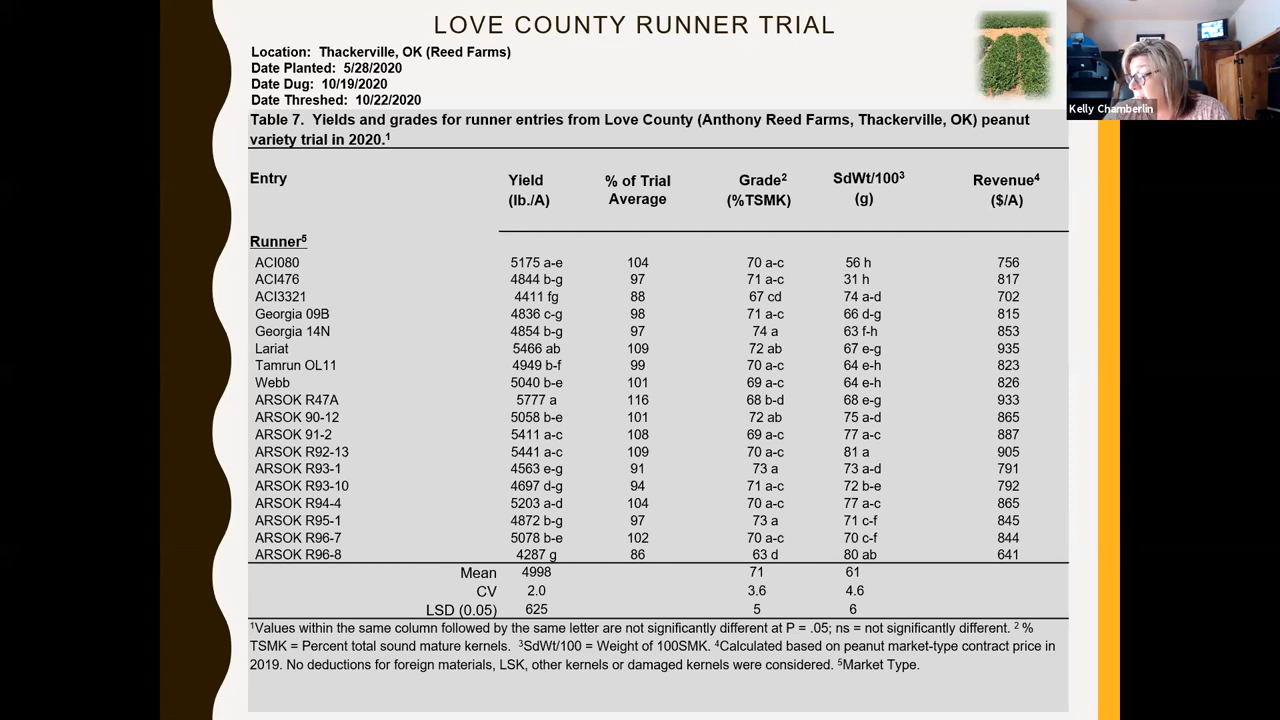 LOVE COUNTY RUNNER TRIAL
Location: Thackerville, OK (Reed Farms)
Date Planted: 5/28/2020
Date Dug: 10/19/2020
Date Threshed: 10/22/2020
Kelly Chamberlin
Table 7. Yields and grades for runner entries from Love County (Anthony Reed Farms, Thackerville, OK) peanut
variety trial in 2020.¹
Entry Yield % of Trial Grade² SdWt/100³ Revenue⁴
(lb./A) Average (%TSMK) (g) ($/A)
Runner⁵
ACI080 5175 a-e 104 70 a-c 56 h 756
ACI476 4844 b-g 97 71 a-c 31 h 817
ACI3321 4411 fg 88 67 cd 74 a-d 702
Georgia 09B 4836 c-g 98 71 a-c 66 d-g 815
Georgia 14N 4854 b-g 97 74 a 63 f-h 853
Lariat 5466 ab 109 72 ab 67 e-g 935
Tamrun OL11 4949 b-f 99 70 a-c 64 e-h 823
Webb 5040 b-e 101 69 a-c 64 e-h 826
ARSOK R47A 5777 a 116 68 b-d 68 e-g 933
ARSOK 90-12 5058 b-e 101 72 ab 75 a-d 865
ARSOK 91-2 5411 a-c 108 69 a-c 77 a-c 887
ARSOK R92-13 5441 a-c 109 70 a-c 81 a 905
ARSOK R93-1 4563 e-g 91 73 a 73 a-d 791
ARSOK R93-10 4697 d-g 94 71 a-c 72 b-e 792
ARSOK R94-4 5203 a-d 104 70 a-c 77 a-c 865
ARSOK R95-1 4872 b-g 97 73 a 71 c-f 845
ARSOK R96-7 5078 b-e 102 70 a-c 70 c-f 844
ARSOK R96-8 4287 g 86 63 d 80 ab 641
Mean 4998 71 61
CV 2.0 3.6 4.6
LSD (0.05) 625 5 6
¹Values within the same column followed by the same letter are not significantly different at P = .05; ns = not significantly different. ² %
TSMK = Percent total sound mature kernels. ³SdWt/100 = Weight of 100SMK. ⁴Calculated based on peanut market-type contract price in
2019. No deductions for foreign materials, LSK, other kernels or damaged kernels were considered. ⁵Market Type.